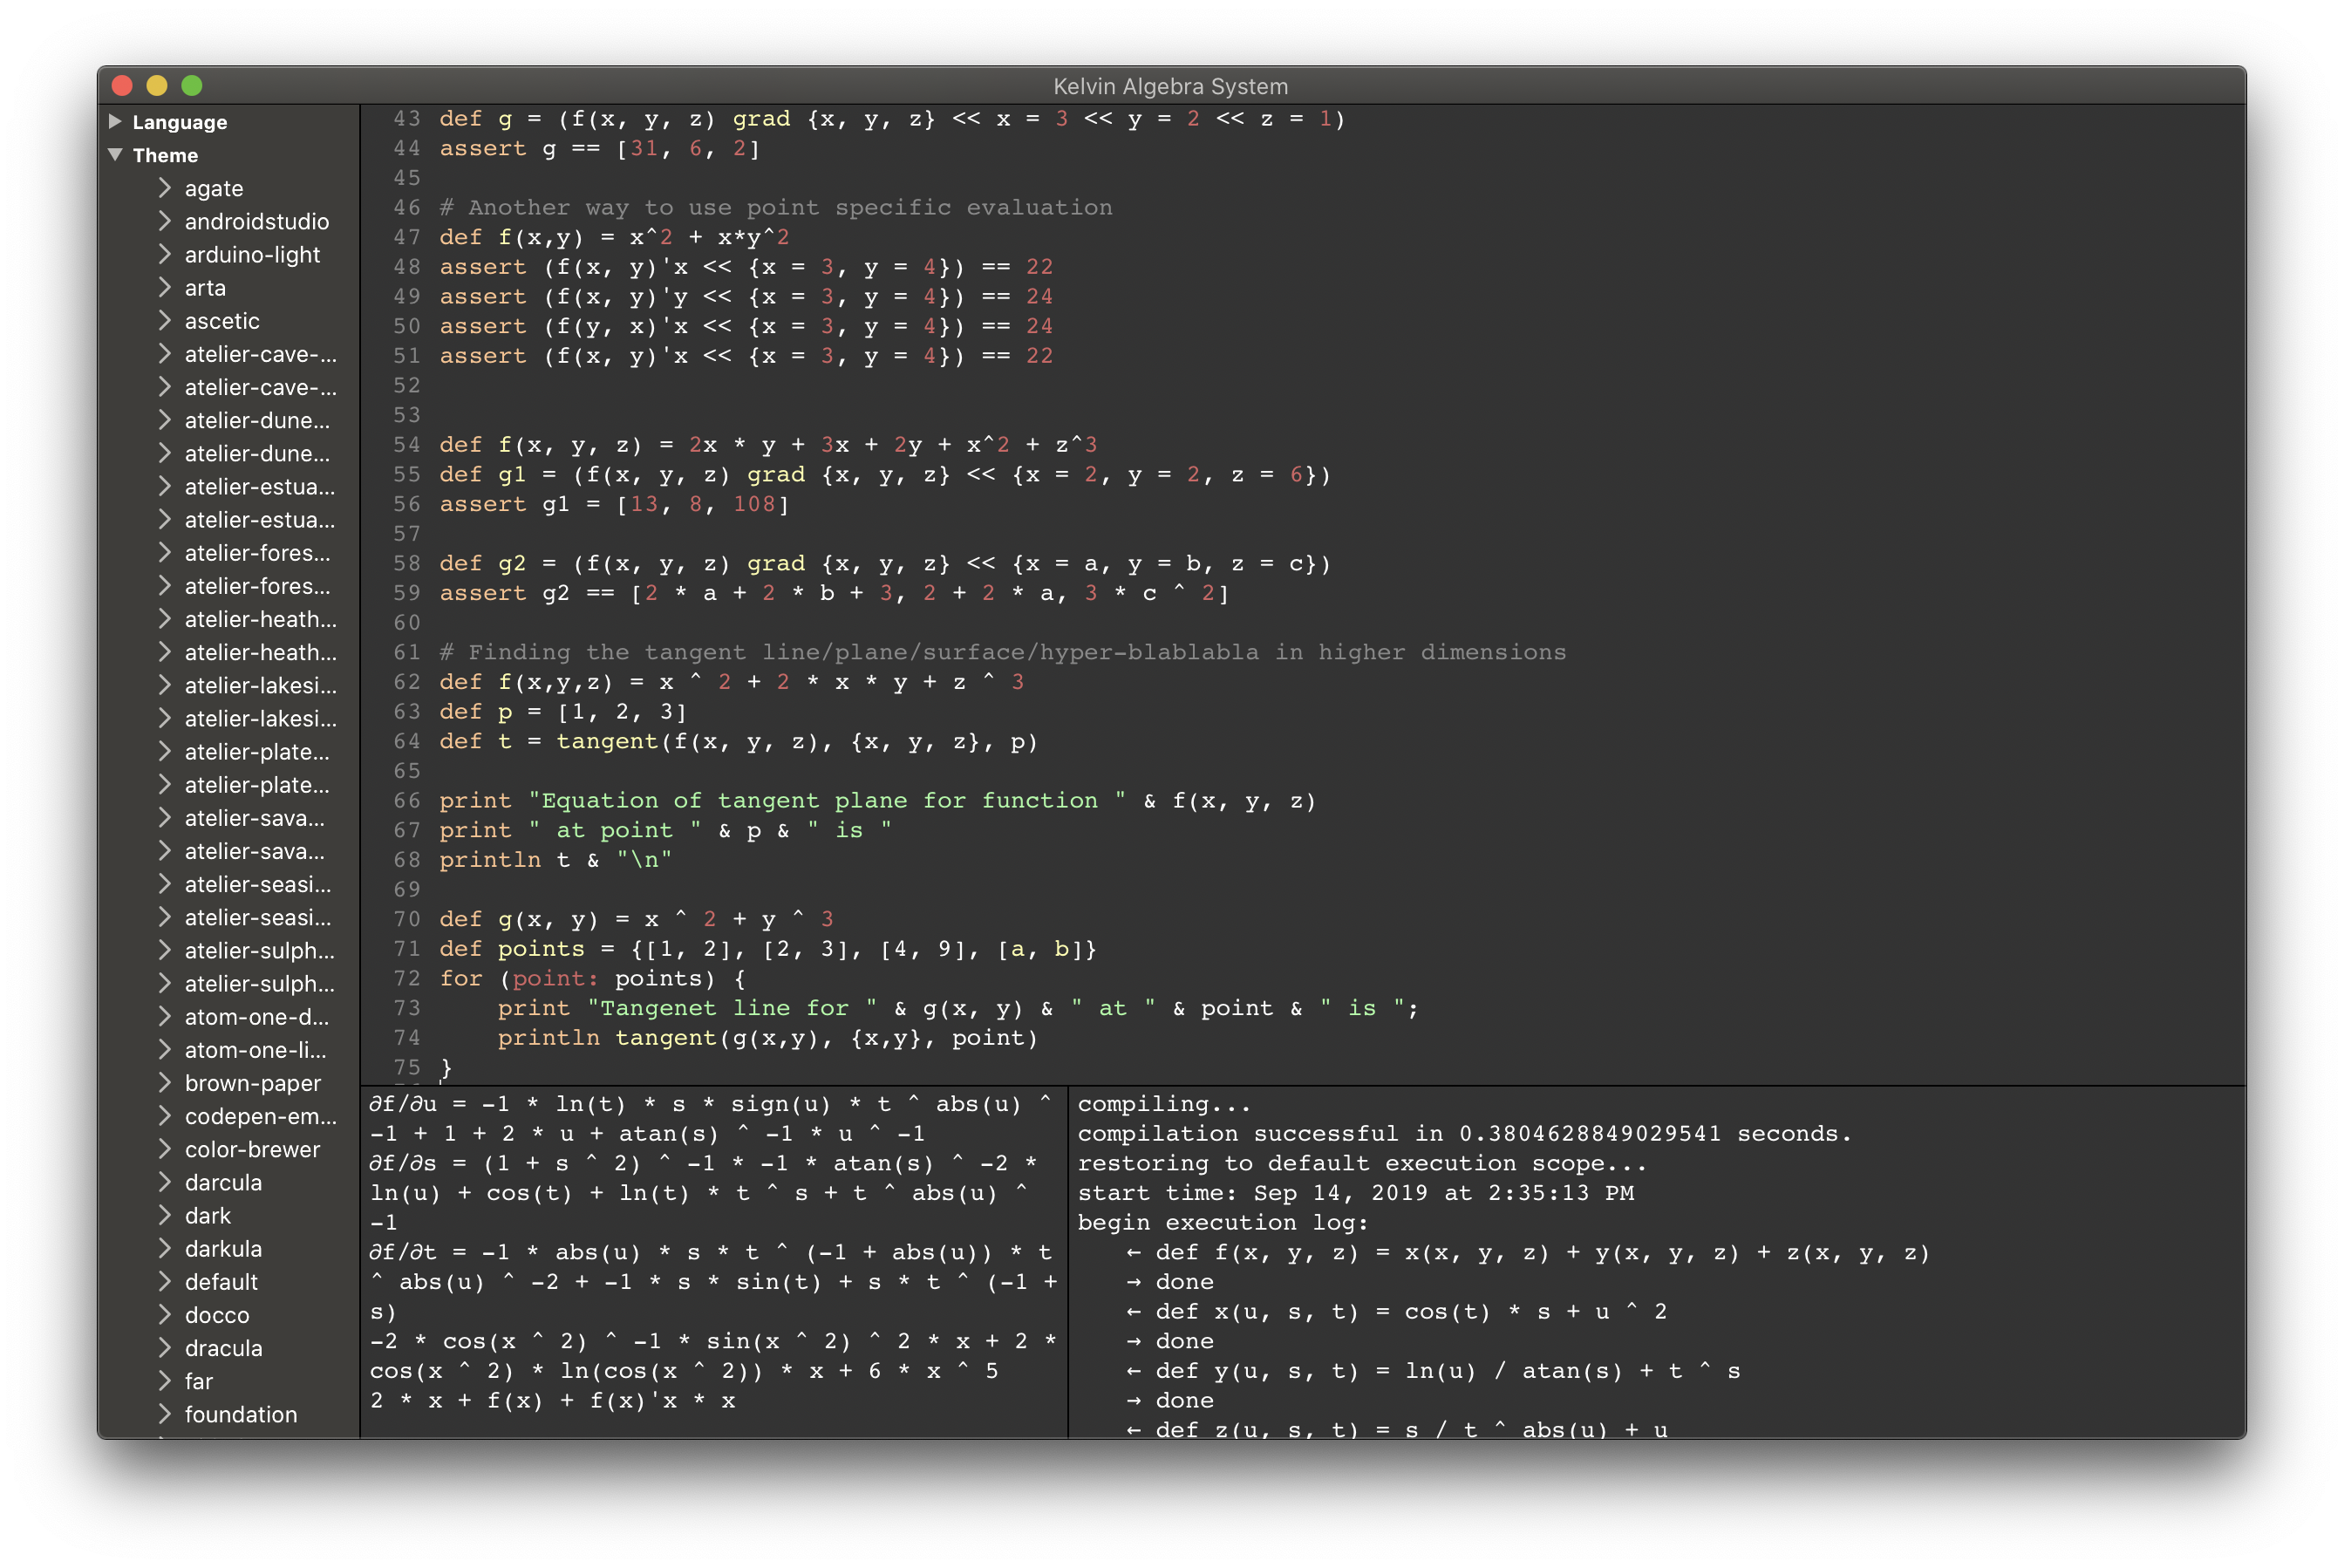 Kelvin Algebra System
Language
Theme
agate
androidstudio
arduino-light
arta
ascetic
atelier-cave-...
atelier-cave-...
atelier-dune...
atelier-dune...
atelier-estua...
atelier-estua...
atelier-fores...
atelier-fores...
atelier-heath...
atelier-heath...
atelier-lakesi...
atelier-lakesi...
atelier-plate...
atelier-plate...
atelier-sava...
atelier-sava...
atelier-seasi...
atelier-seasi...
atelier-sulph...
atelier-sulph...
atom-one-d...
atom-one-li...
brown-paper
codepen-em...
color-brewer
darcula
dark
darkula
default
docco
dracula
far
foundation
43 def g = (f(x, y, z) grad {x, y, z} << x = 3 << y = 2 << z = 1)
44 assert g == [31, 6, 2]
45
46 # Another way to use point specific evaluation
47 def f(x,y) = x^2 + x*y^2
48 assert (f(x, y)'x << {x = 3, y = 4}) == 22
49 assert (f(x, y)'y << {x = 3, y = 4}) == 24
50 assert (f(y, x)'x << {x = 3, y = 4}) == 24
51 assert (f(x, y)'x << {x = 3, y = 4}) == 22
52
53
54 def f(x, y, z) = 2x * y + 3x + 2y + x^2 + z^3
55 def g1 = (f(x, y, z) grad {x, y, z} << {x = 2, y = 2, z = 6})
56 assert g1 = [13, 8, 108]
57
58 def g2 = (f(x, y, z) grad {x, y, z} << {x = a, y = b, z = c})
59 assert g2 == [2 * a + 2 * b + 3, 2 + 2 * a, 3 * c ^ 2]
60
61 # Finding the tangent line/plane/surface/hyper-blablabla in higher dimensions
62 def f(x,y,z) = x ^ 2 + 2 * x * y + z ^ 3
63 def p = [1, 2, 3]
64 def t = tangent(f(x, y, z), {x, y, z}, p)
65
66 print "Equation of tangent plane for function " & f(x, y, z)
67 print " at point " & p & " is "
68 println t & "\n"
69
70 def g(x, y) = x ^ 2 + y ^ 3
71 def points = {[1, 2], [2, 3], [4, 9], [a, b]}
72 for (point: points) {
73     print "Tangenet line for " & g(x, y) & " at " & point & " is ";
74     println tangent(g(x,y), {x,y}, point)
75 }
∂f/∂u = -1 * ln(t) * s * sign(u) * t ^ abs(u) ^
-1 + 1 + 2 * u + atan(s) ^ -1 * u ^ -1
∂f/∂s = (1 + s ^ 2) ^ -1 * -1 * atan(s) ^ -2 *
ln(u) + cos(t) + ln(t) * t ^ s + t ^ abs(u) ^
-1
∂f/∂t = -1 * abs(u) * s * t ^ (-1 + abs(u)) * t
^ abs(u) ^ -2 + -1 * s * sin(t) + s * t ^ (-1 +
s)
-2 * cos(x ^ 2) ^ -1 * sin(x ^ 2) ^ 2 * x + 2 *
cos(x ^ 2) * ln(cos(x ^ 2)) * x + 6 * x ^ 5
2 * x + f(x) + f(x)'x * x
compiling...
compilation successful in 0.3804628849029541 seconds.
restoring to default execution scope...
start time: Sep 14, 2019 at 2:35:13 PM
begin execution log:
← def f(x, y, z) = x(x, y, z) + y(x, y, z) + z(x, y, z)
→ done
← def x(u, s, t) = cos(t) * s + u ^ 2
→ done
← def y(u, s, t) = ln(u) / atan(s) + t ^ s
→ done
← def z(u, s, t) = s / t ^ abs(u) + u